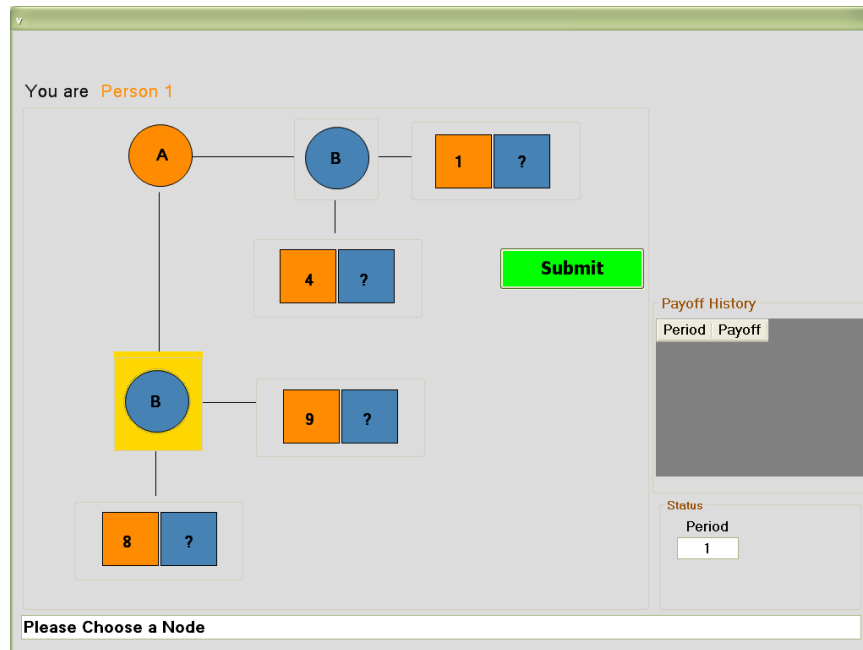 v
You are Person 1
A
B
1 ?
4 ?
Submit
Payoff History
Period Payoff
B
9 ?
8 ?
Status
Period
1
Please Choose a Node